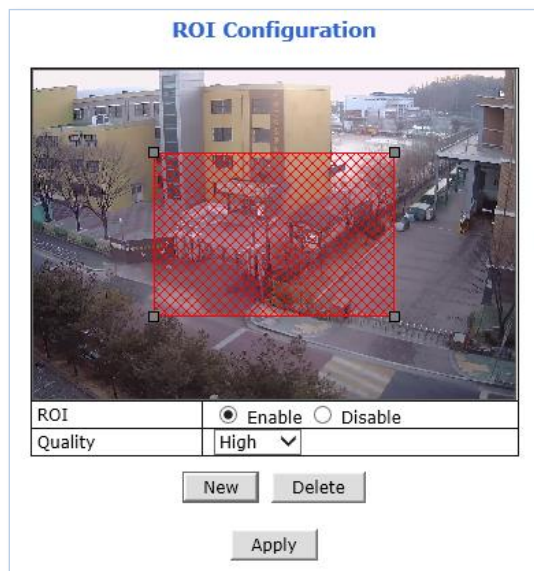 ROI Configuration
ROI Enable Disable
Quality High
New Delete
Apply